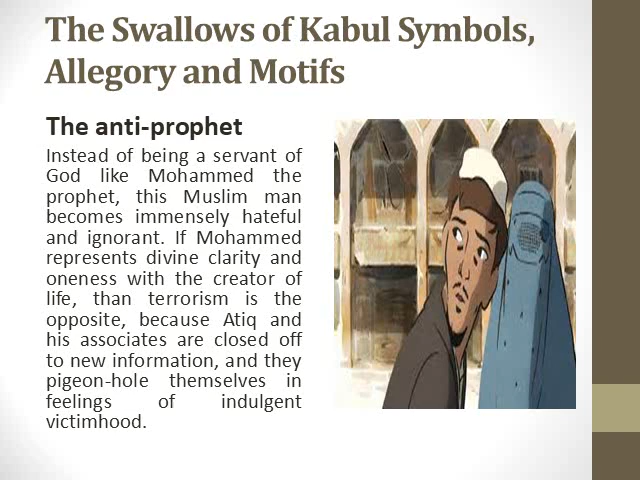 The Swallows of Kabul Symbols,
Allegory and Motifs
The anti-prophet
Instead of being a servant of
God like Mohammed the
prophet, this Muslim man
becomes immensely hateful
and ignorant. If Mohammed
represents divine clarity and
oneness with the creator of
life, than terrorism is the
opposite, because Atiq and
his associates are closed off
to new information, and they
pigeon-hole themselves in
feelings of indulgent
victimhood.